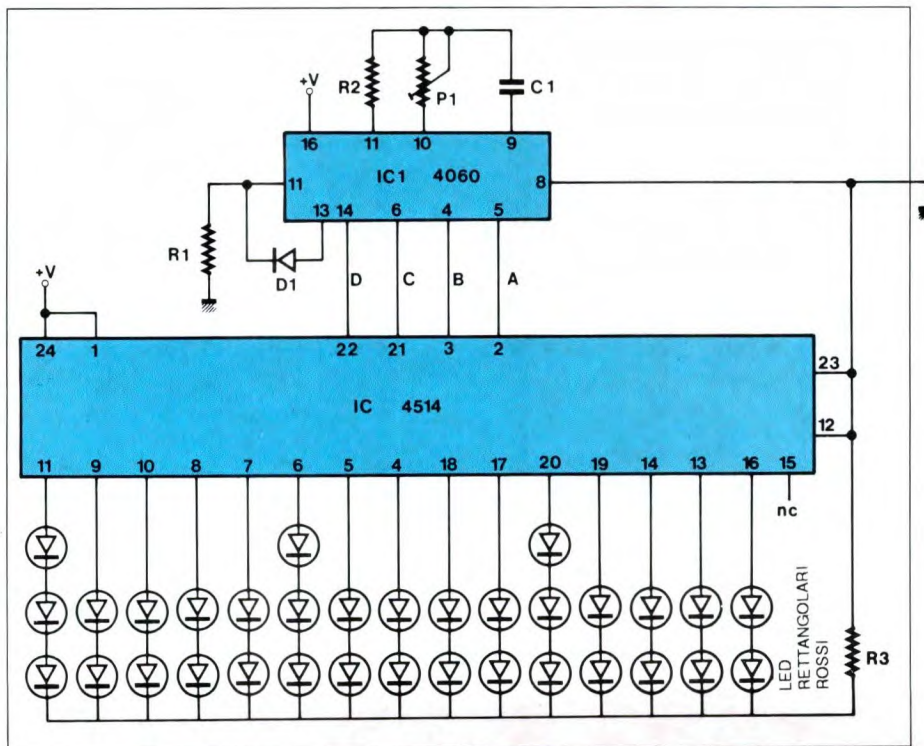 R2
P1
C1
+V
16
11
10
9
IC1 4060
11
8
13
14
6
4
5
R1
D1
D
C
B
A
+V
24
1
22
21
3
2
23
IC 4514
12
11
9
10
8
7
6
5
4
18
17
20
19
14
13
16
15
nc
LED
RETTANGOLARI
ROSSI
R3